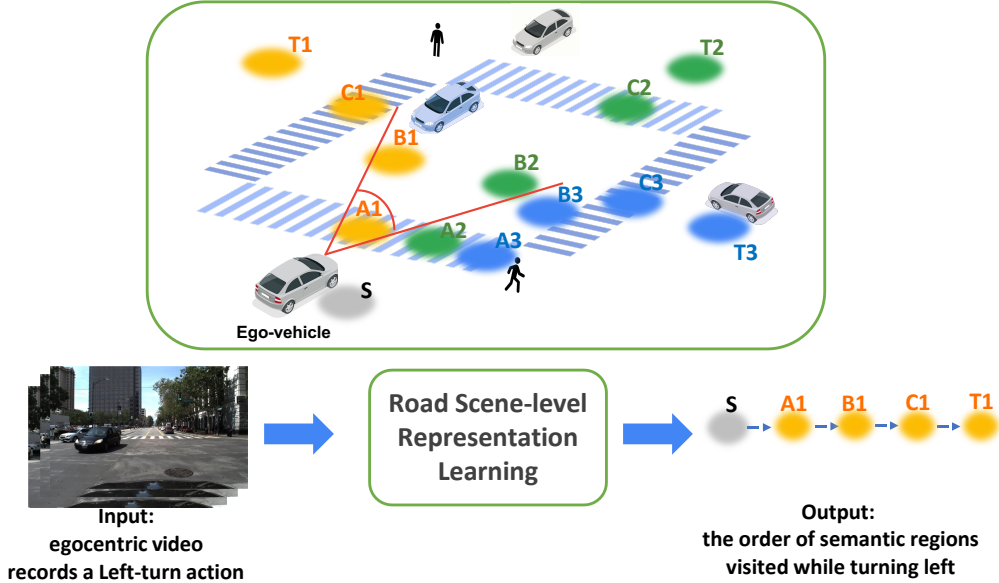 T1
T2
C1
C2
B1
B2
C3
B3
A1
A2
A3
T3
S
Ego-vehicle
Road Scene-level
Representation
Learning
S
A1
B1
C1
T1
Input:
egocentric video
records a Left-turn action
Output:
the order of semantic regions
visited while turning left